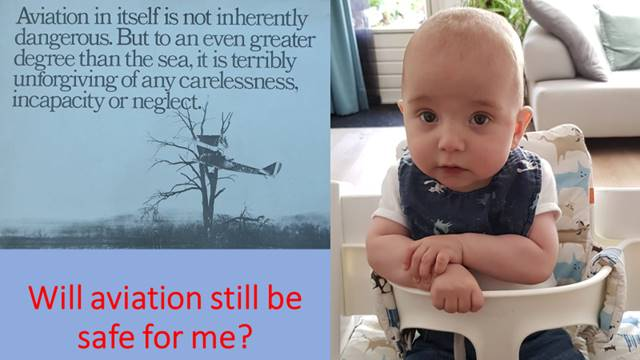 Aviation in itself is not inherently
dangerous. But to an even greater
degree than the sea, it is terribly
unforgiving of any carelessness,
incapacity or neglect.
Will aviation still be
safe for me?